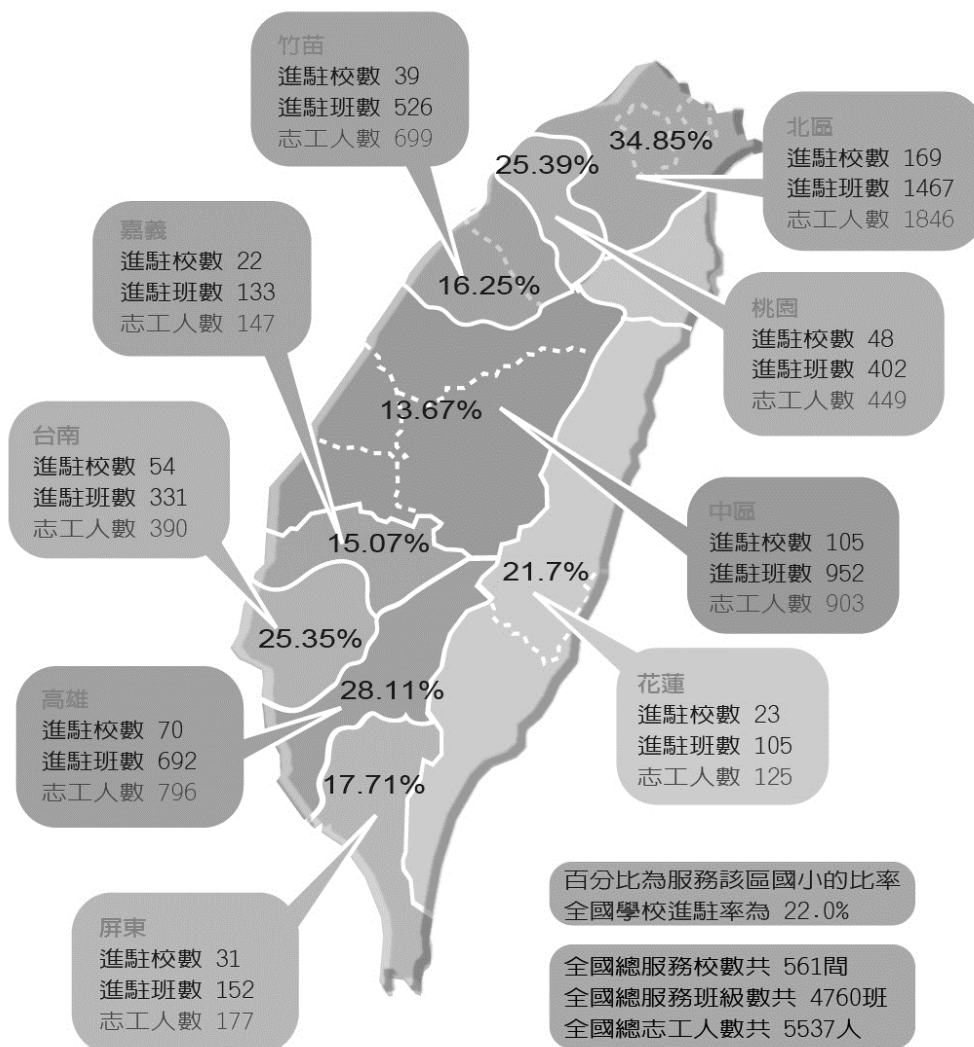 竹苗
進駐校數 39
進駐班數 526
志工人數 699
34.85%
25.39%
北區
進駐校數 169
進駐班數 1467
志工人數 1846
嘉義
進駐校數 22
進駐班數 133
志工人數 147
16.25%
桃園
進駐校數 48
進駐班數 402
志工人數 449
13.67%
台南
進駐校數 54
進駐班數 331
志工人數 390
中區
進駐校數 105
進駐班數 952
志工人數 903
15.07%
21.7%
25.35%
花蓮
進駐校數 23
進駐班數 105
志工人數 125
高雄
進駐校數 70
進駐班數 692
志工人數 796
28.11%
17.71%
百分比為服務該區國小的比率
全國學校進駐率為 22.0%
屏東
進駐校數 31
進駐班數 152
志工人數 177
全國總服務校數共 561間
全國總服務班級數共 4760班
全國總志工人數共 5537人